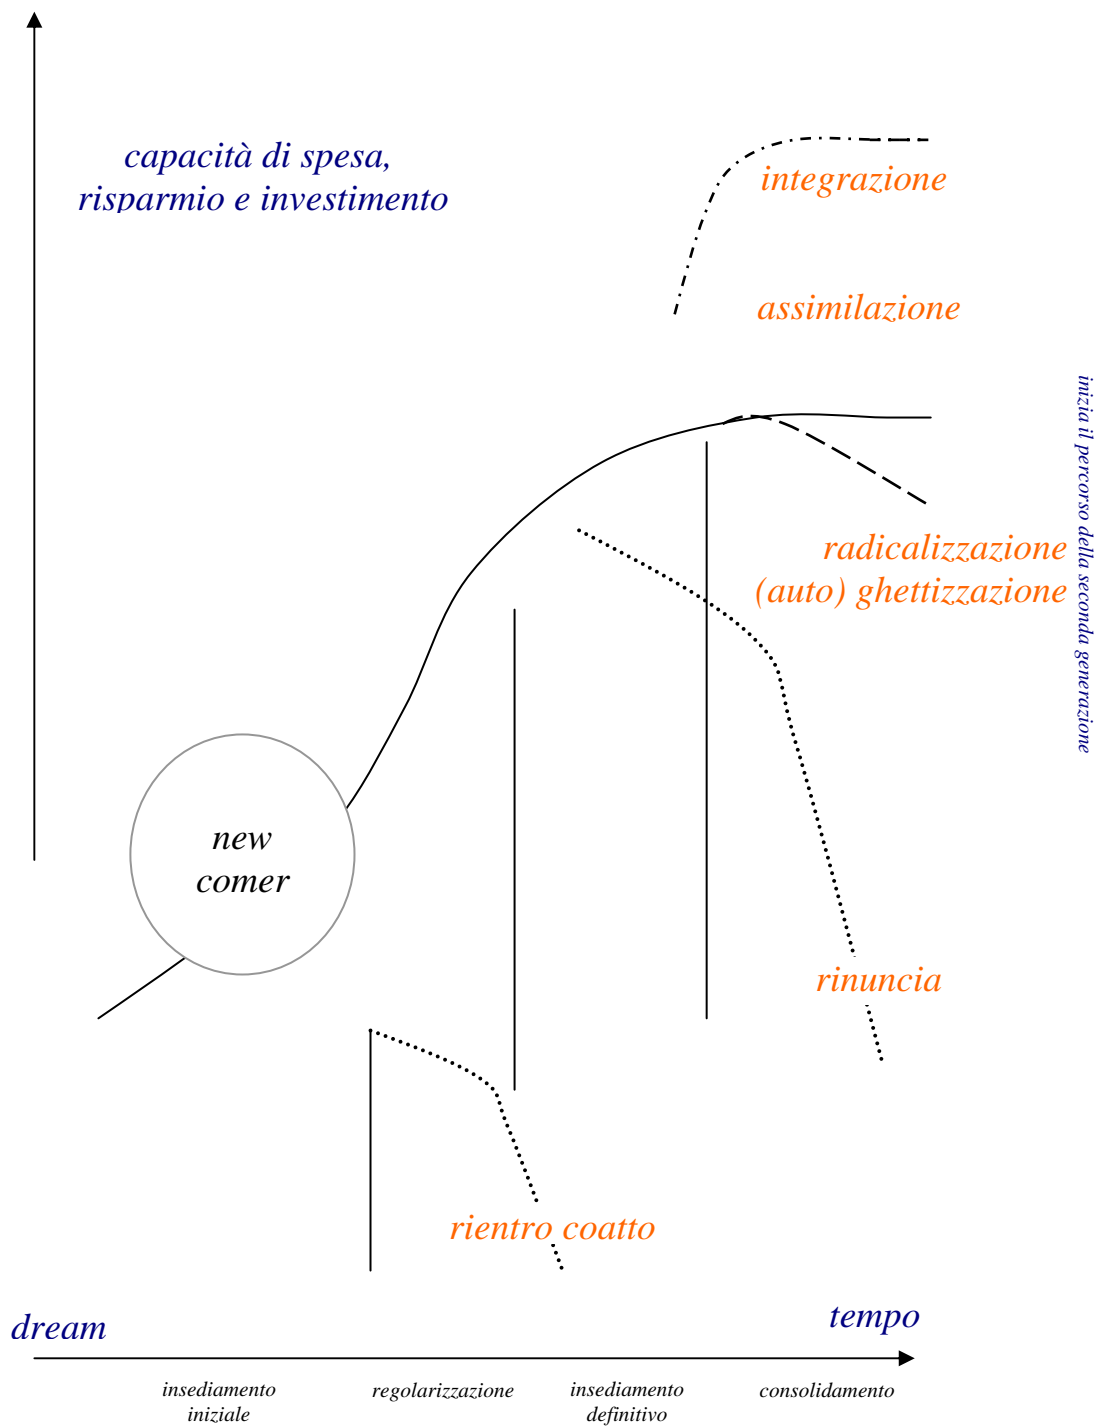 capacità di spesa,
risparmio e investimento
integrazione
assimilazione
inizia il percorso della seconda generazione
radicalizzazione
(auto) ghettizzazione
new
comer
rinuncia
rientro coatto
dream
tempo
insediamento
iniziale
regolarizzazione
insediamento
definitivo
consolidamento